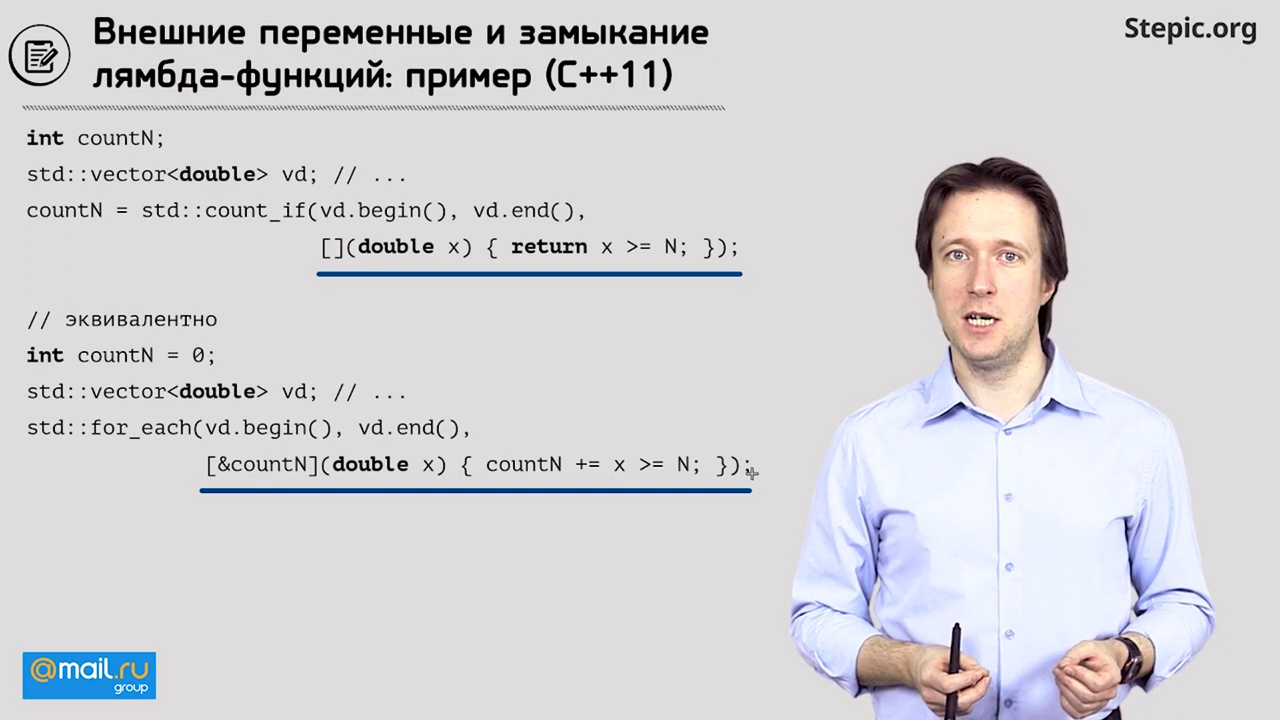 Внешние переменные и замыкание
лямбда-функций: пример (C++11)
Stepic.org
int countN;
std::vector<double> vd; // ...
countN = std::count_if(vd.begin(), vd.end(),
[](double x) { return x >= N; });
// эквивалентно
int countN = 0;
std::vector<double> vd; // ...
std::for_each(vd.begin(), vd.end(),
[&countN](double x) { countN += x >= N; });
@mail.ru
group